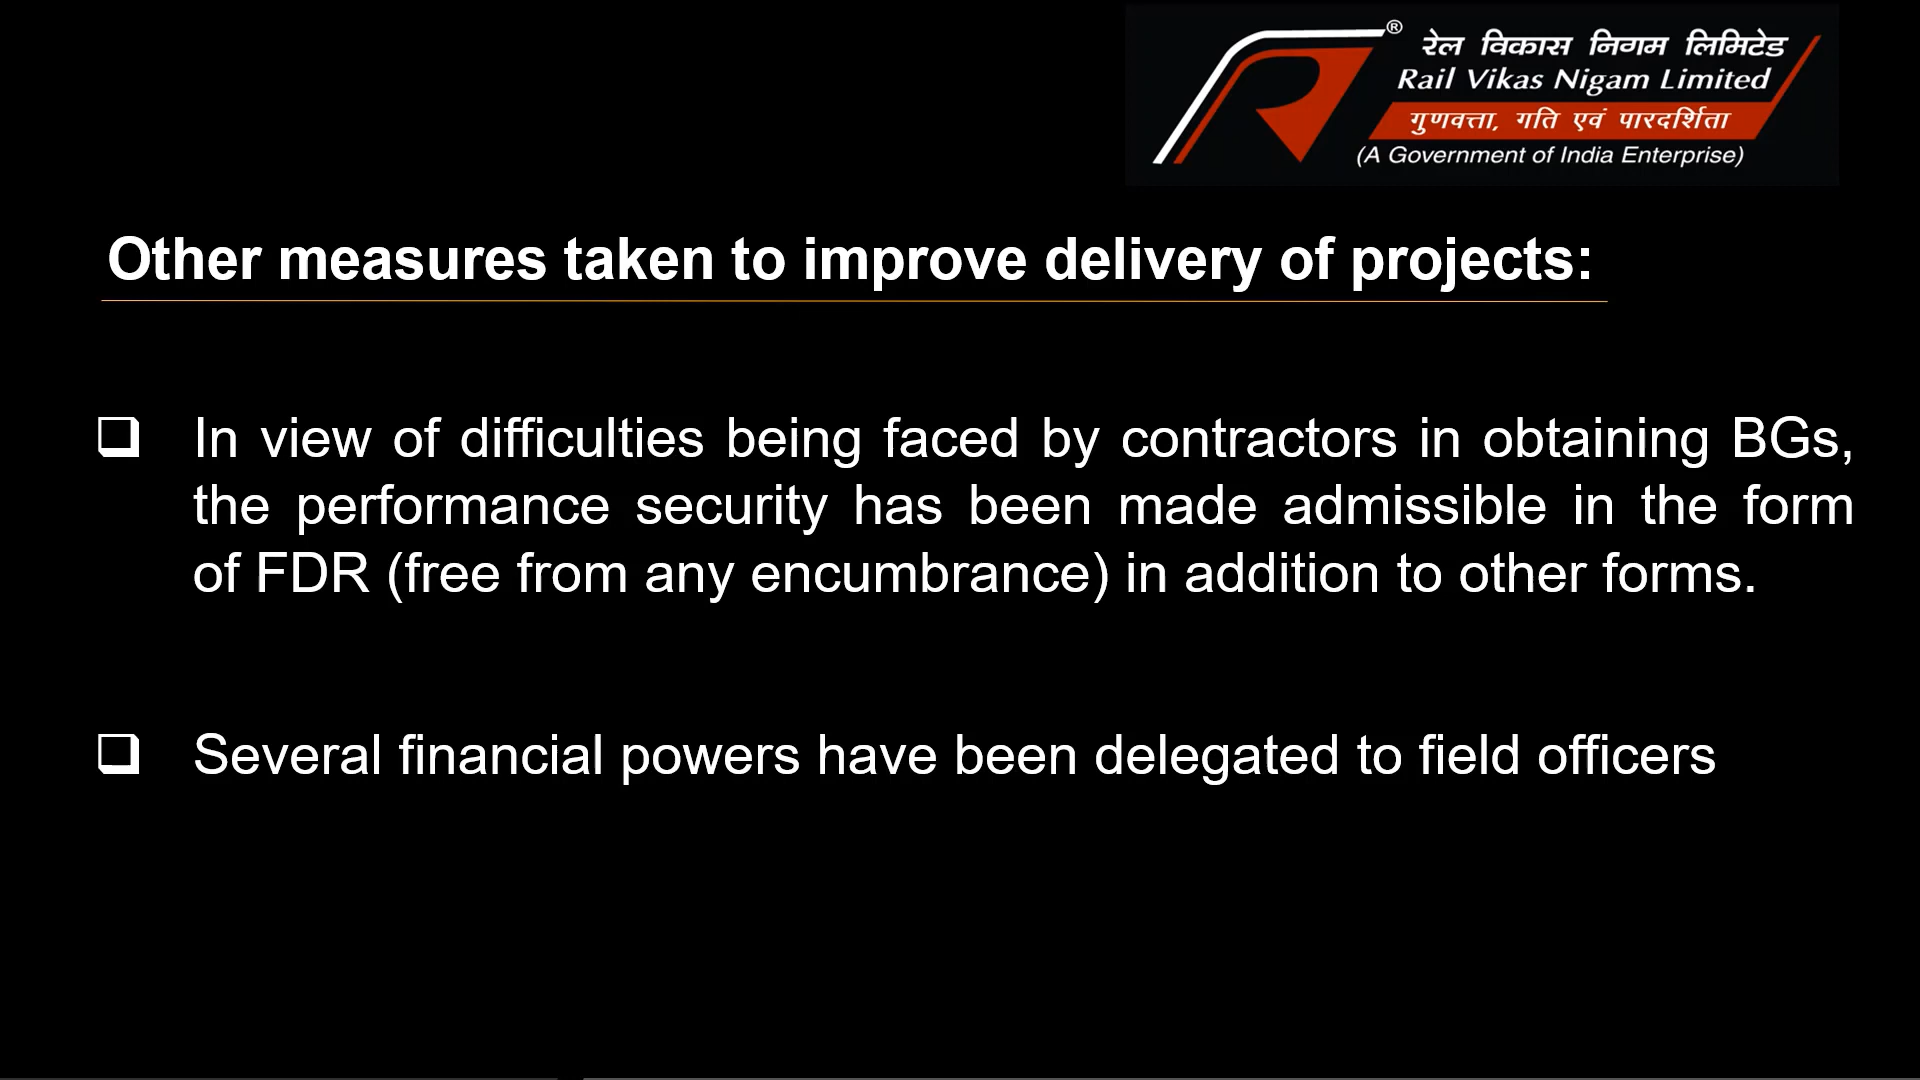 ®
रेल विकास निगम लिमिटेड
Rail Vikas Nigam Limited
गुणवत्ता, गति एवं पारदर्शिता
(A Government of India Enterprise)
Other measures taken to improve delivery of projects:
❑ In view of difficulties being faced by contractors in obtaining BGs,
the performance security has been made admissible in the form
of FDR (free from any encumbrance) in addition to other forms.
❑ Several financial powers have been delegated to field officers